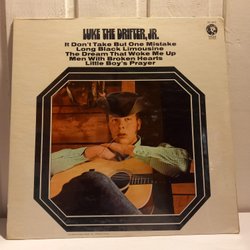 LUKE THE DRIFTER, JR.
It Don't Take But One Mistake
Long Black Limousine
The Dream That Woke Me Up
Men With Broken Hearts
Little Boy's Prayer